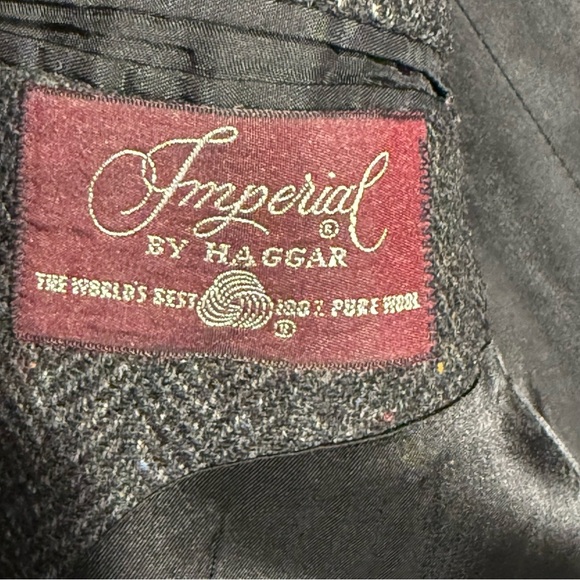 Imperial®
BY HAGGAR
THE WORLD'S BEST 100% PURE WOOL
®